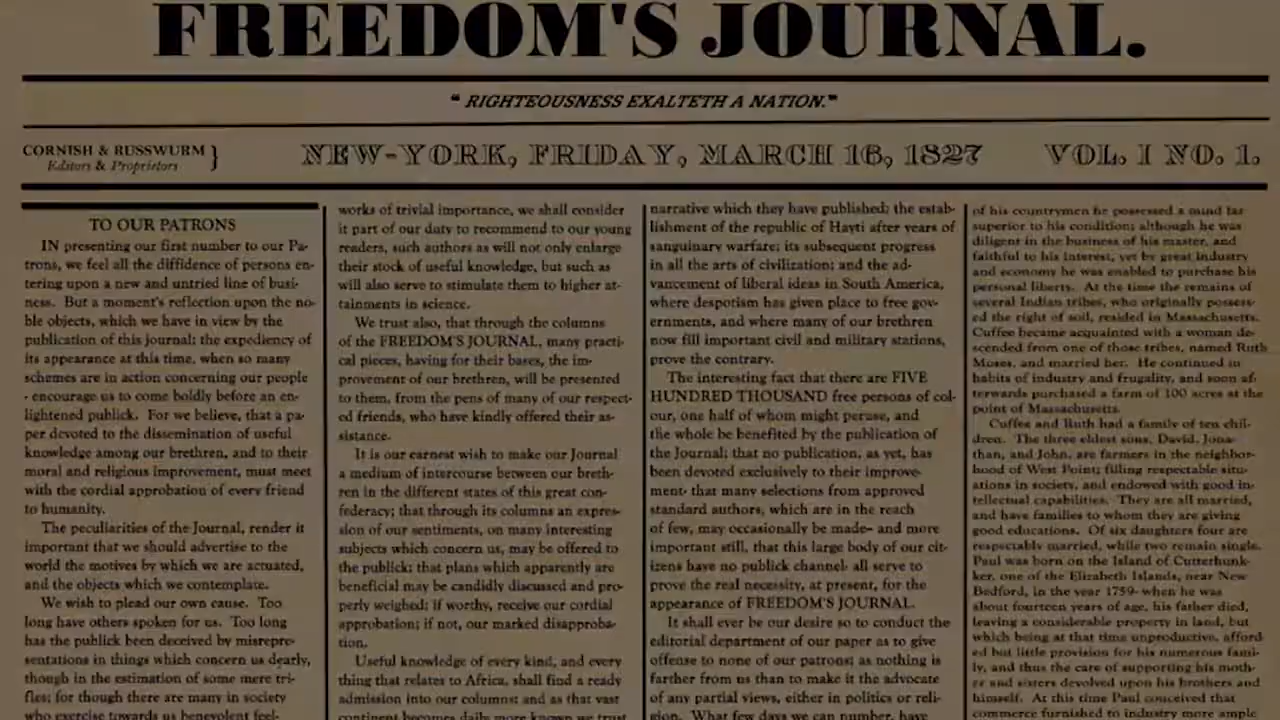 FREEDOM'S JOURNAL.
" RIGHTEOUSNESS EXALTETH A NATION."
CORNISH & RUSSWURM }
Editors & Proprietors
NEW-YORK, FRIDAY, MARCH 16, 1827
VOL. I NO. 1.
TO OUR PATRONS
IN presenting our first number to our Pa-
trons, we feel all the diffidence of persons en-
tering upon a new and untried line of busi-
ness. But a moment's reflection upon the no-
ble objects, which we have in view by the
publication of this journal; the expediency of
its appearance at this time, when so many
schemes are in action concerning our people
- encourage us to come boldly before an en-
lightened publick. For we believe, that a pa-
per devoted to the dissemination of useful
knowledge among our brethren, and to their
moral and religious improvement, must meet
with the cordial approbation of every friend
to humanity.
The peculiarities of the Journal, render it
important that we should advertise to the
world the motives by which we are actuated,
and the objects which we contemplate.
We wish to plead our own cause. Too
long have others spoken for us. Too long
has the publick been deceived by misrepre-
sentations in things which concern us dearly,
though in the estimation of some mere tri-
fles; for though there are many in society
who exercise towards us benevolent feel-
works of trivial importance, we shall consider
it part of our duty to recommend to our young
readers, such authors as will not only enlarge
their stock of useful knowledge, but such as
will also serve to stimulate them to higher at-
tainments in science.
We trust also, that through the columns
of the FREEDOM'S JOURNAL, many practi-
cal pieces, having for their bases, the im-
provement of our brethren, will be presented
to them, from the pens of many of our respect-
ed friends, who have kindly offered their as-
sistance.
It is our earnest wish to make our Journal
a medium of intercourse between our breth-
ren in the different states of this great con-
federacy; that through its columns an expres-
sion of our sentiments, on many interesting
subjects which concern us, may be offered to
the publick; that plans which apparently are
beneficial may be candidly discussed and pro-
perly weighed; if worthy, receive our cordial
approbation; if not, our marked disapproba-
tion.
Useful knowledge of every kind, and every
thing that relates to Africa, shall find a ready
admission into our columns; and as that vast
continent becomes daily more known we trust
narrative which they have published; the estab-
lishment of the republic of Hayti after years of
sanguinary warfare; its subsequent progress
in all the arts of civilization; and the ad-
vancement of liberal ideas in South America,
where despotism has given place to free gov-
ernments, and where many of our brethren
now fill important civil and military stations,
prove the contrary.
The interesting fact that there are FIVE
HUNDRED THOUSAND free persons of col-
our, one half of whom might peruse, and
the whole be benefited by the publication of
the Journal; that no publication, as yet, has
been devoted exclusively to their improve-
ment- that many selections from approved
standard authors, which are in the reach
of few, may occasionally be made- and more
important still, that this large body of our cit-
izens have no publick channel- all serve to
prove the real necessity, at present, for the
appearance of FREEDOM'S JOURNAL.
It shall ever be our desire so to conduct the
editorial department of our paper as to give
offense to none of our patrons; as nothing is
farther from us than to make it the advocate
of any partial views, either in politics or reli-
gion. What few days we can number, have
of his countrymen he possessed a mind far
superior to his condition; although he was
diligent in the business of his master, and
faithful to his interest, yet by great industry
and economy he was enabled to purchase his
personal liberty. At the time the remains of
several Indian tribes, who originally possess-
ed the right of soil, resided in Massachusetts.
Cuffee became acquainted with a woman de-
scended from one of those tribes, named Ruth
Moses, and married her. He continued in
habits of industry and frugality, and soon af-
terwards purchased a farm of 100 acres at the
point of Massachusetts.
Cuffee and Ruth had a family of ten chil-
dren. The three eldest sons, David, Jona-
than, and John, are farmers in the neighbor-
hood of West Point; filling respectable situ-
ations in society, and endowed with good in-
tellectual capabilities. They are all married,
and have families to whom they are giving
good educations. Of six daughters four are
respectably married, while two remain single.
Paul was born on the Island of Cutterhunk-
ker, one of the Elizabeth Islands, near New
Bedford, in the year 1759- when he was
about fourteen years of age, his father died,
leaving a considerable property in land, but
which being at that time unproductive, afford-
ed but little provision for his numerous fami-
ly, and thus the care of supporting his moth-
er and sisters devolved upon his brothers and
himself. At this time Paul conceived that
commerce furnished to industry more ample